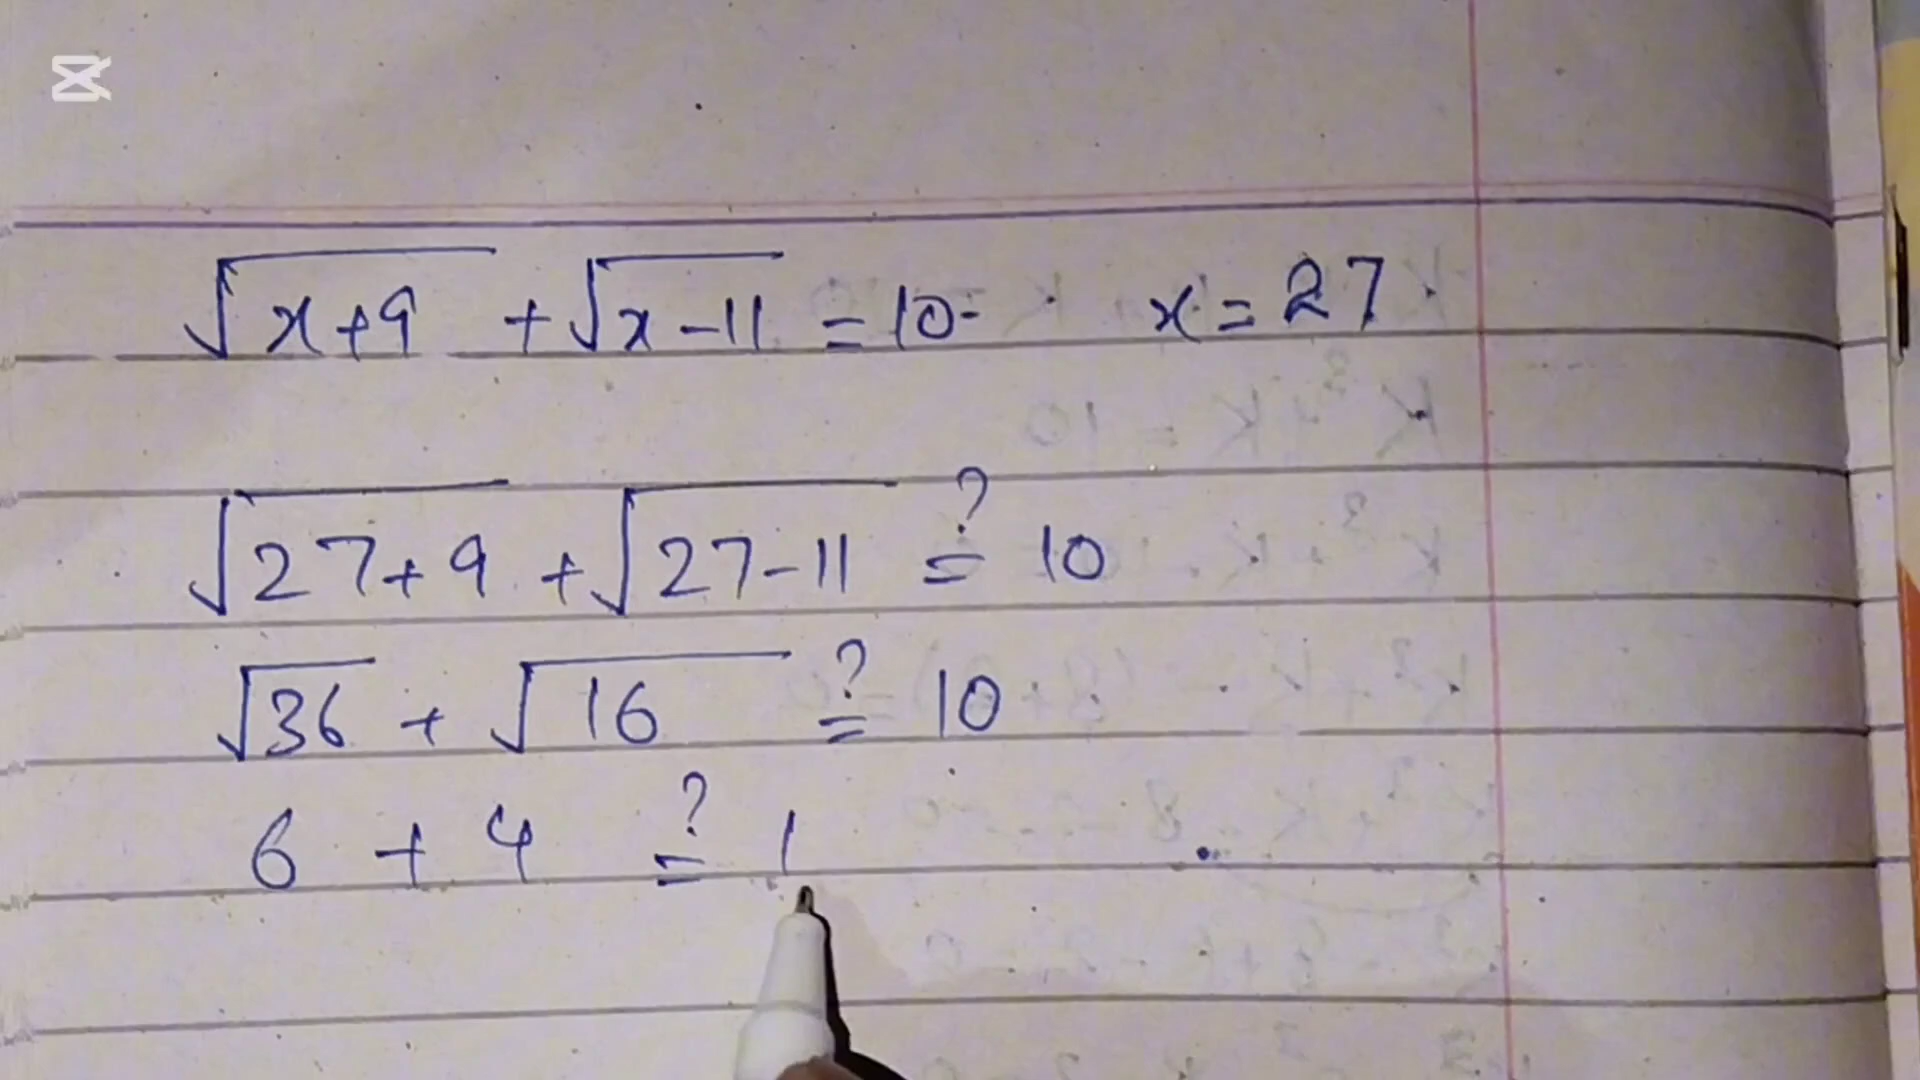 √x+9 + √x-11 = 10. x = 27
√27+9 + √27-11 ?= 10
√36 + √16 ?= 10
6 + 4 ?= 1